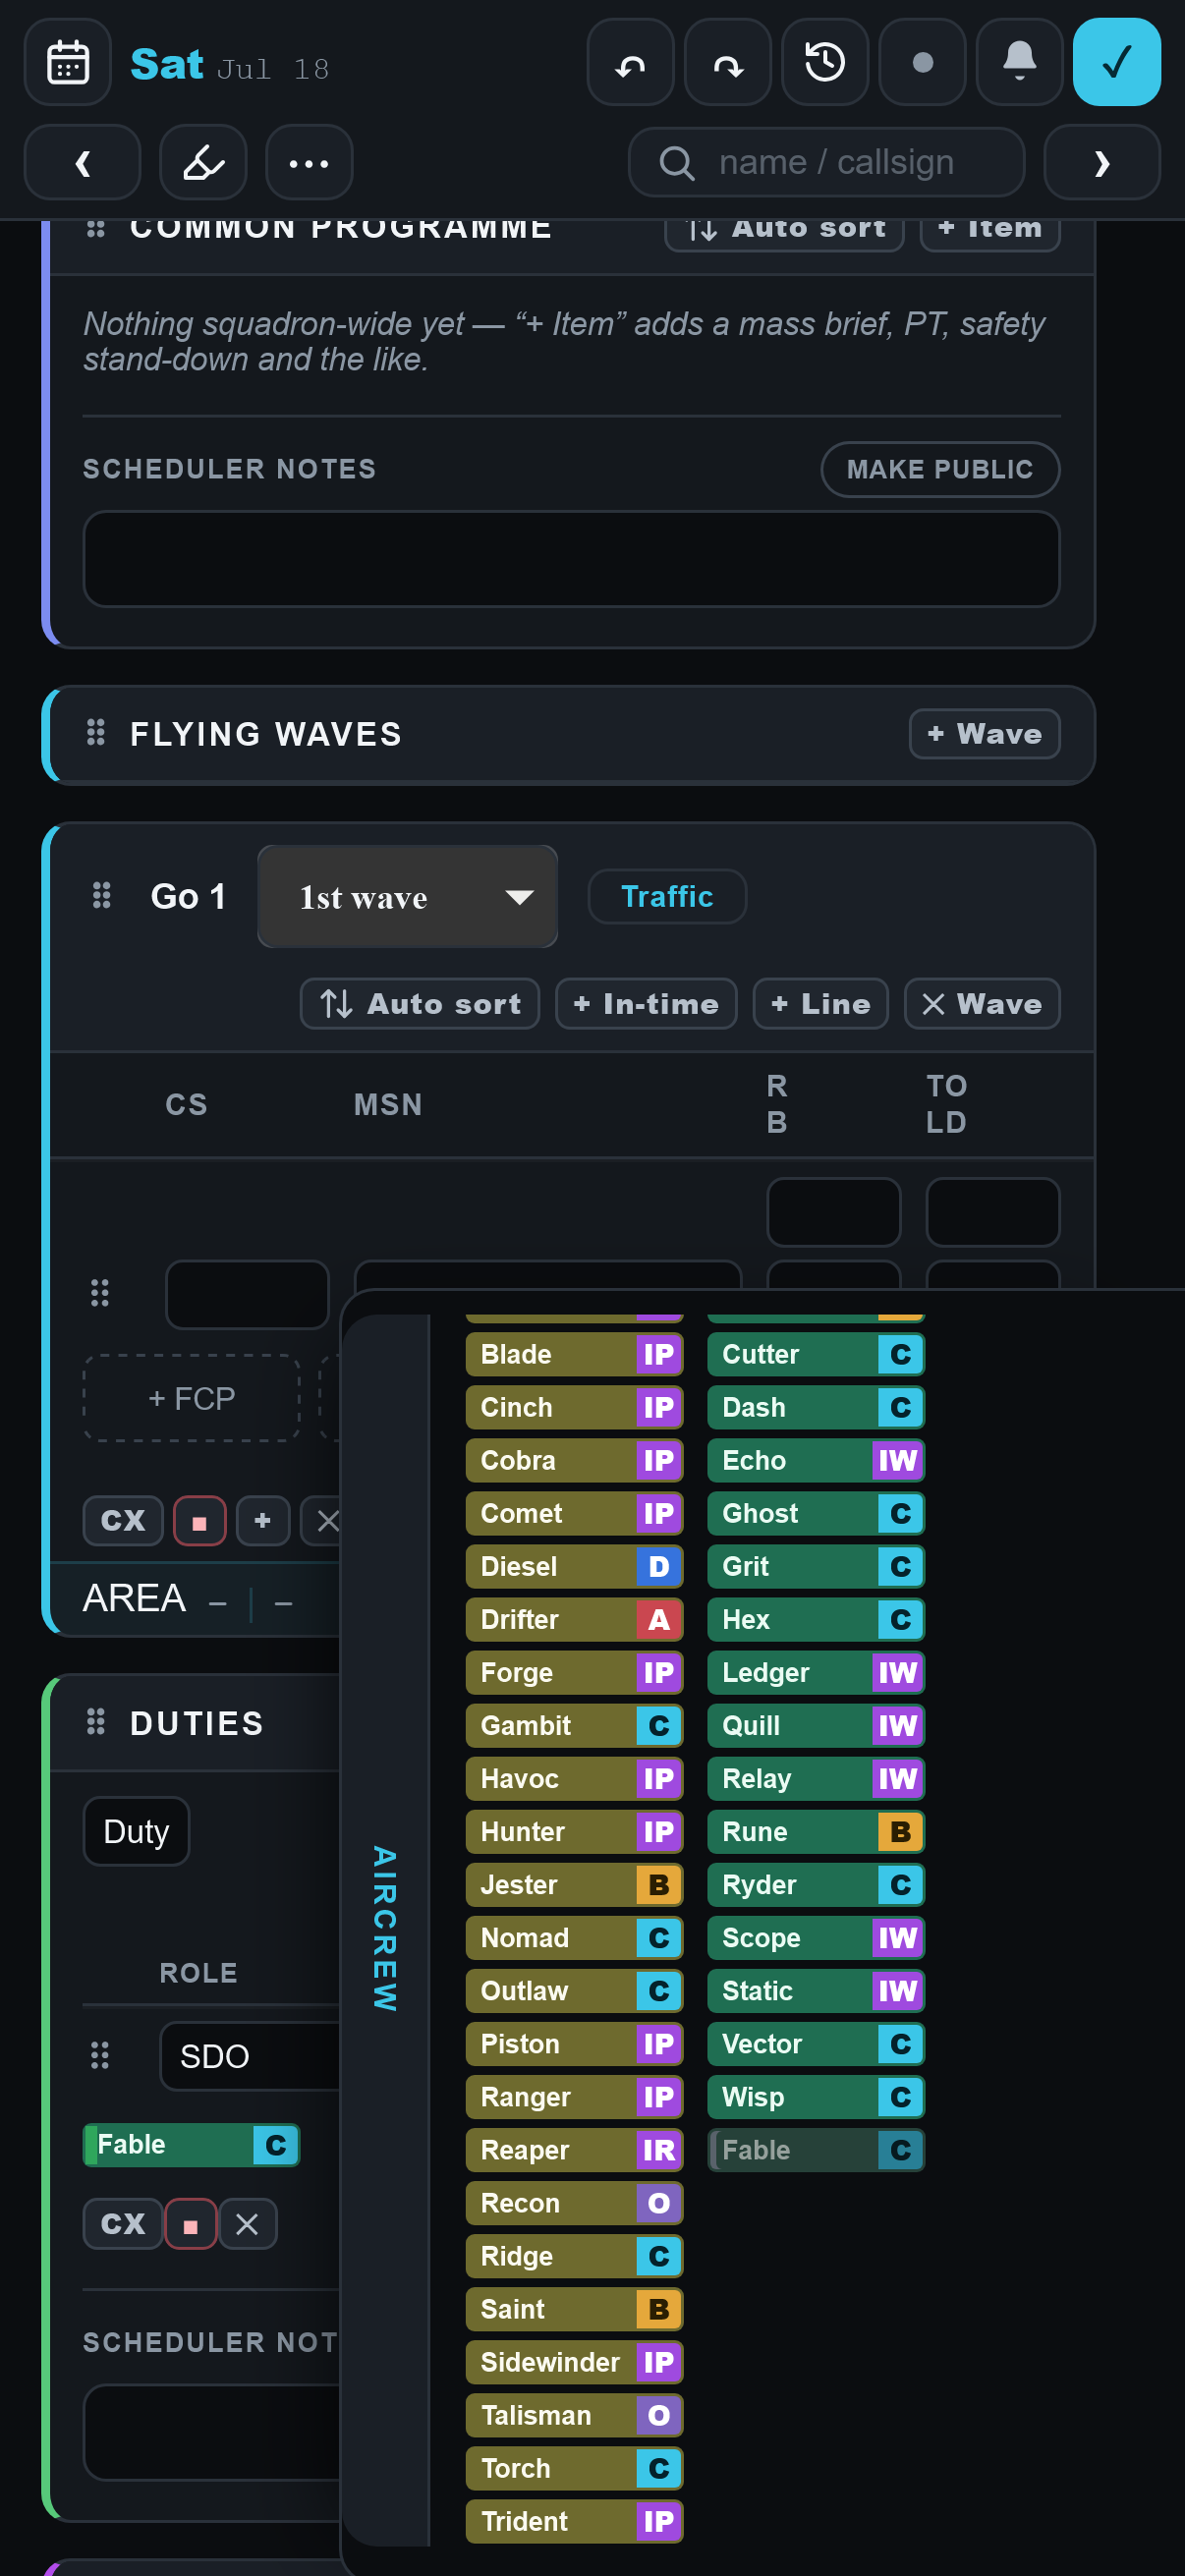 Sat Jul 18
name / callsign
COMMON PROGRAMME
Auto sort
+ Item
Nothing squadron-wide yet — “+ Item” adds a mass brief, PT, safety
stand-down and the like.
SCHEDULER NOTES
MAKE PUBLIC
FLYING WAVES
+ Wave
Go 1
1st wave
Traffic
Auto sort
+ In-time
+ Line
× Wave
CS
MSN
R
B
TO
LD
+ FCP
CX
+
×
AREA – | –
DUTIES
Duty
ROLE
SDO
Fable C
CX
×
SCHEDULER NOT
AIRCREW
Blade IP
Cinch IP
Cobra IP
Comet IP
Diesel D
Drifter A
Forge IP
Gambit C
Havoc IP
Hunter IP
Jester B
Nomad C
Outlaw C
Piston IP
Ranger IP
Reaper IR
Recon O
Ridge C
Saint B
Sidewinder IP
Talisman O
Torch C
Trident IP
Cutter C
Dash C
Echo IW
Ghost C
Grit C
Hex C
Ledger IW
Quill IW
Relay IW
Rune B
Ryder C
Scope IW
Static IW
Vector C
Wisp C
Fable C